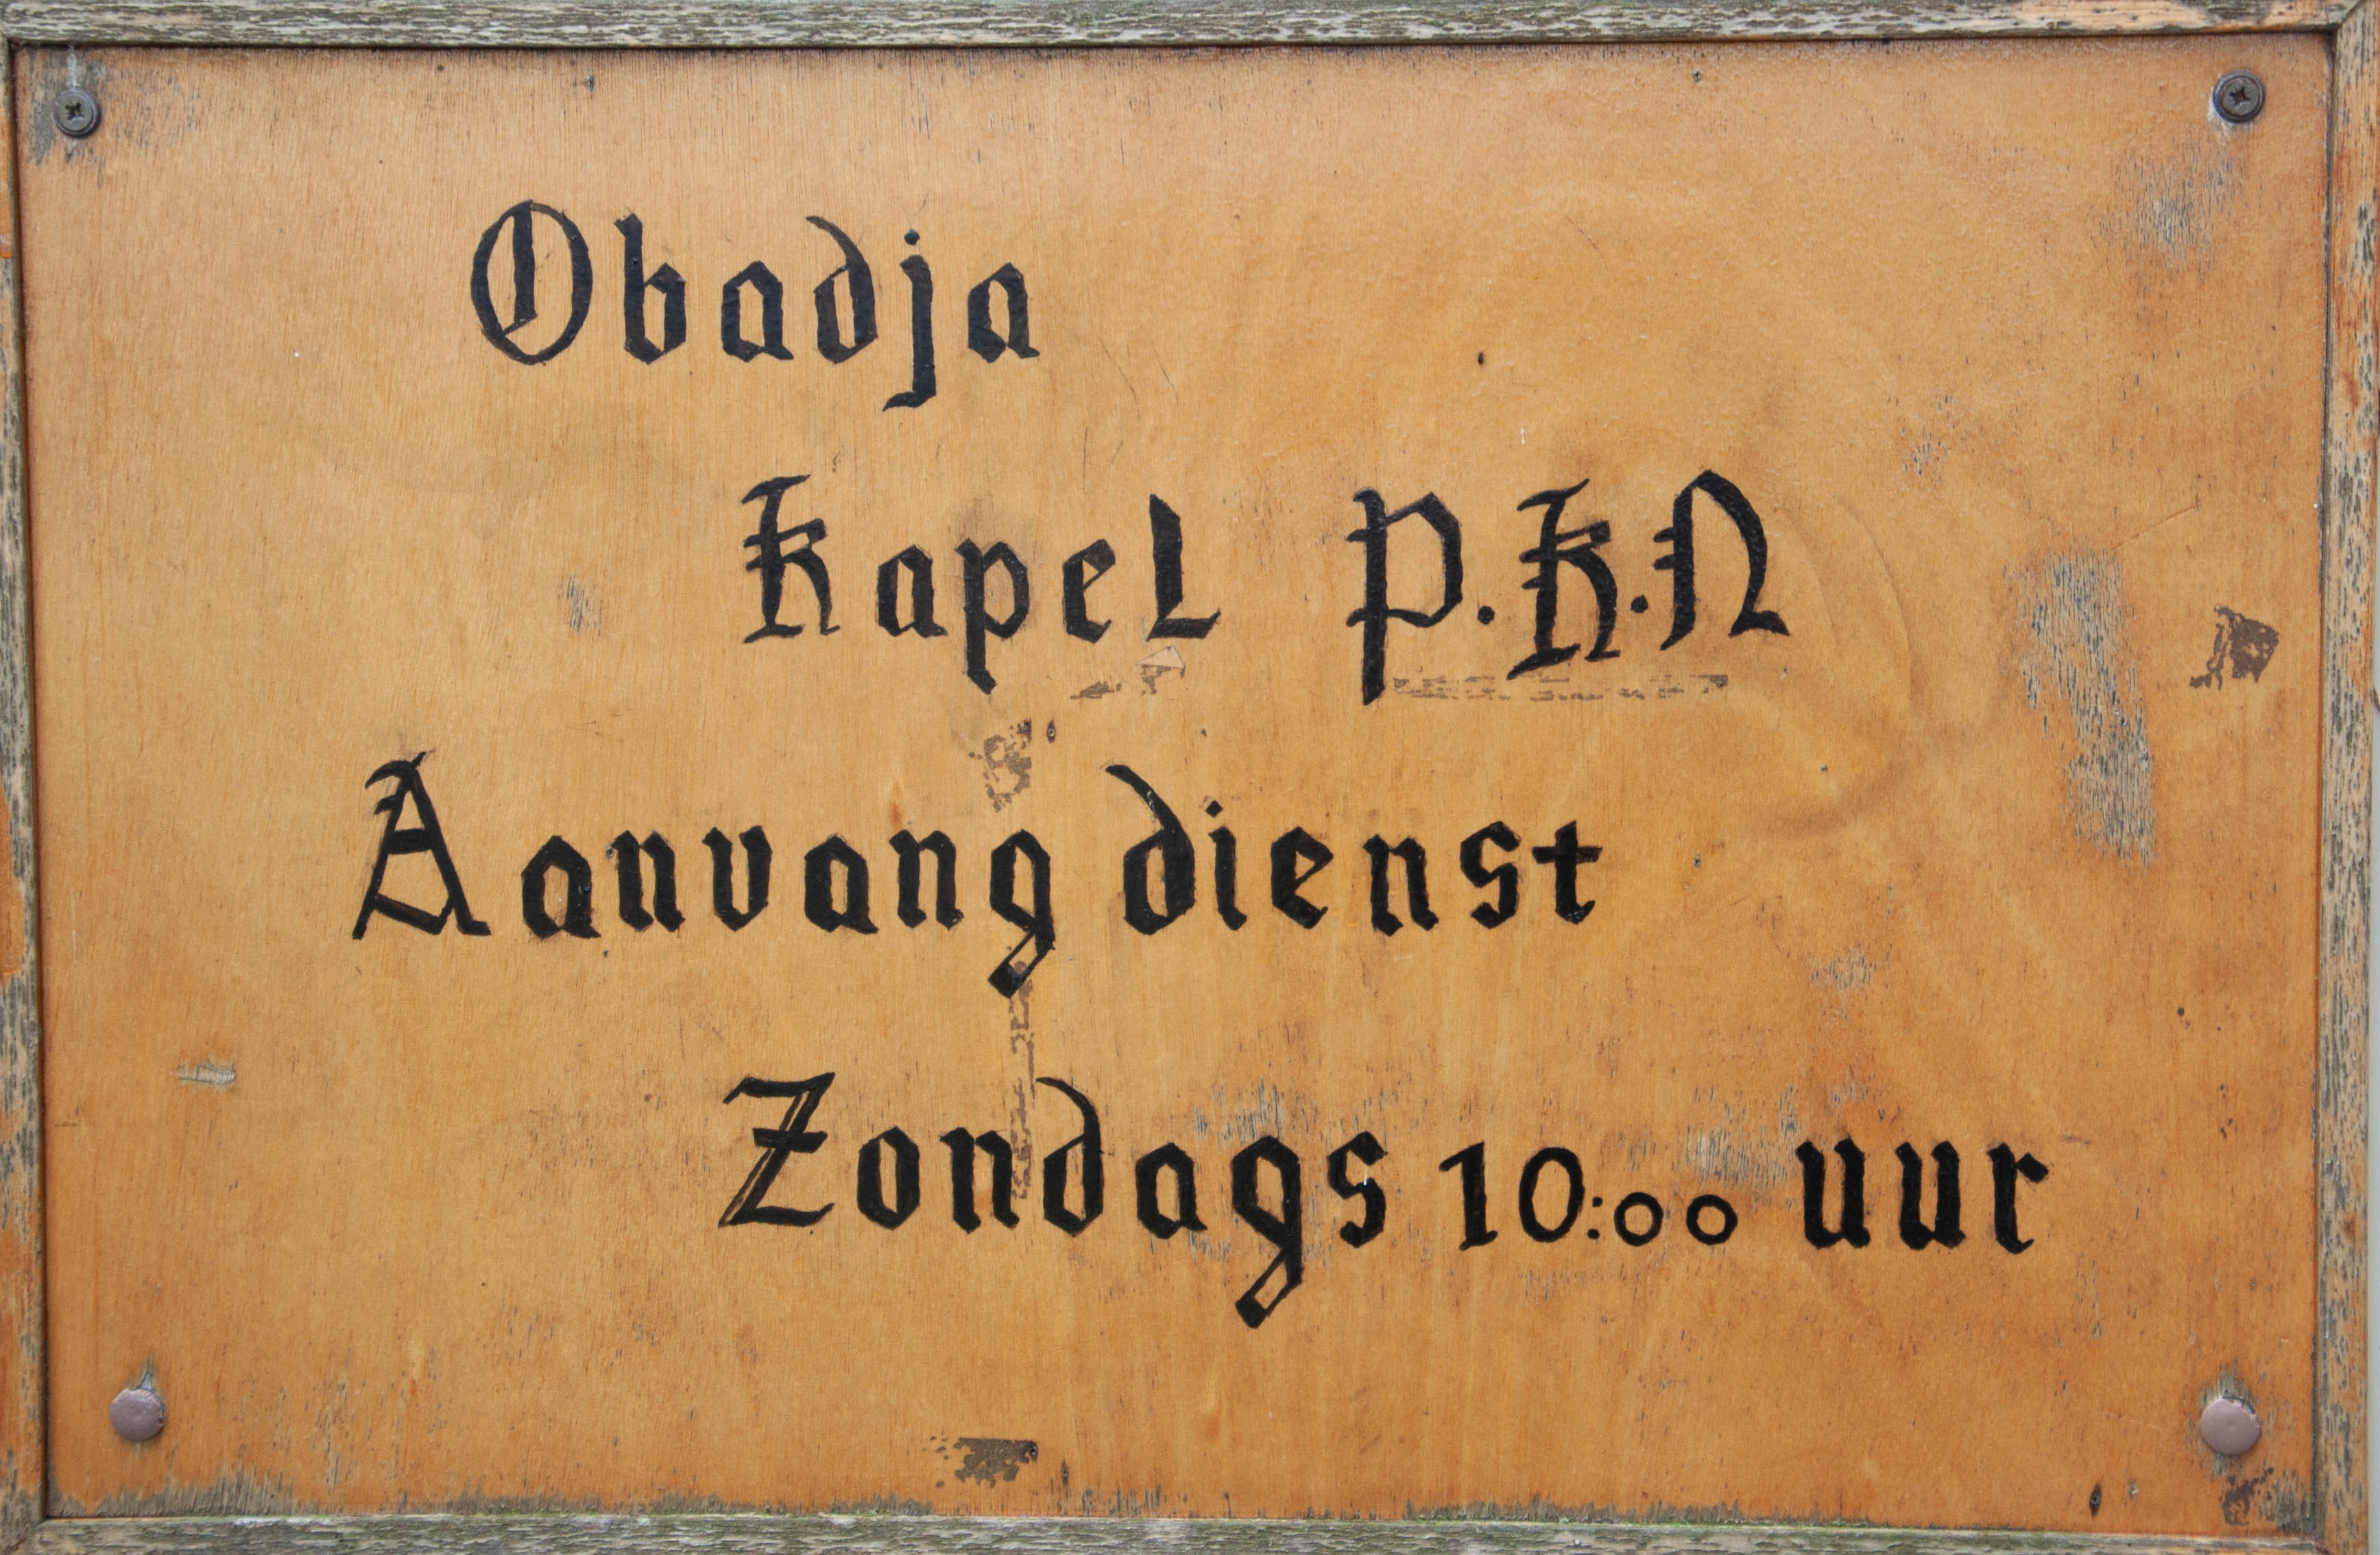 Obadja
Kapel P.K.N
Aanvang dienst
Zondags 10:00 uur